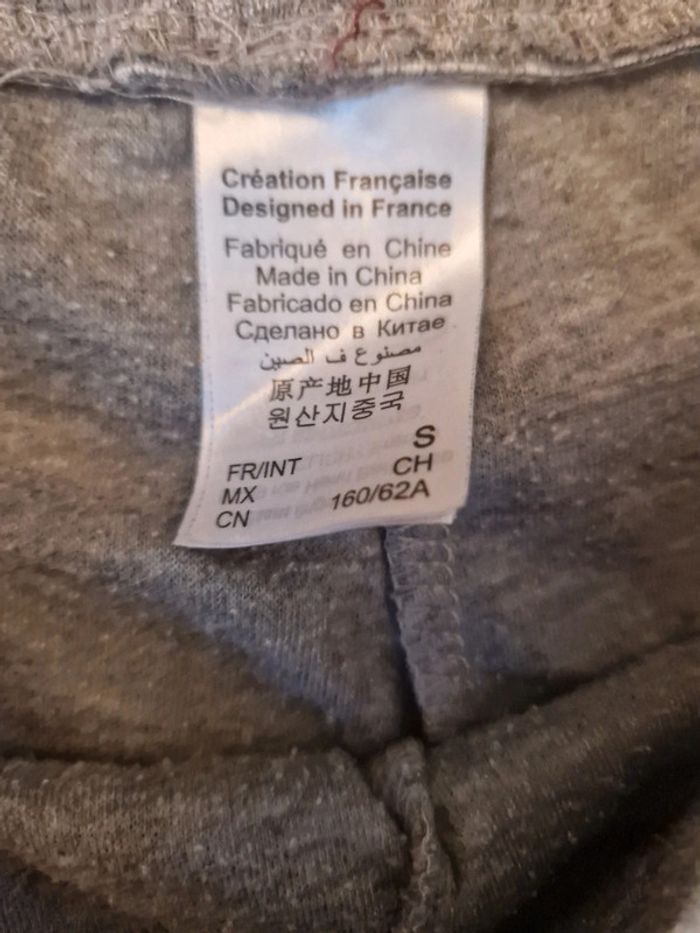 Création Française
Designed in France
Fabriqué en Chine
Made in China
Fabricado en China
Сделано в Китае
مصنوع ف الصين
原产地中国
원산지중국
S
FR/INT CH
MX 160/62A
CN